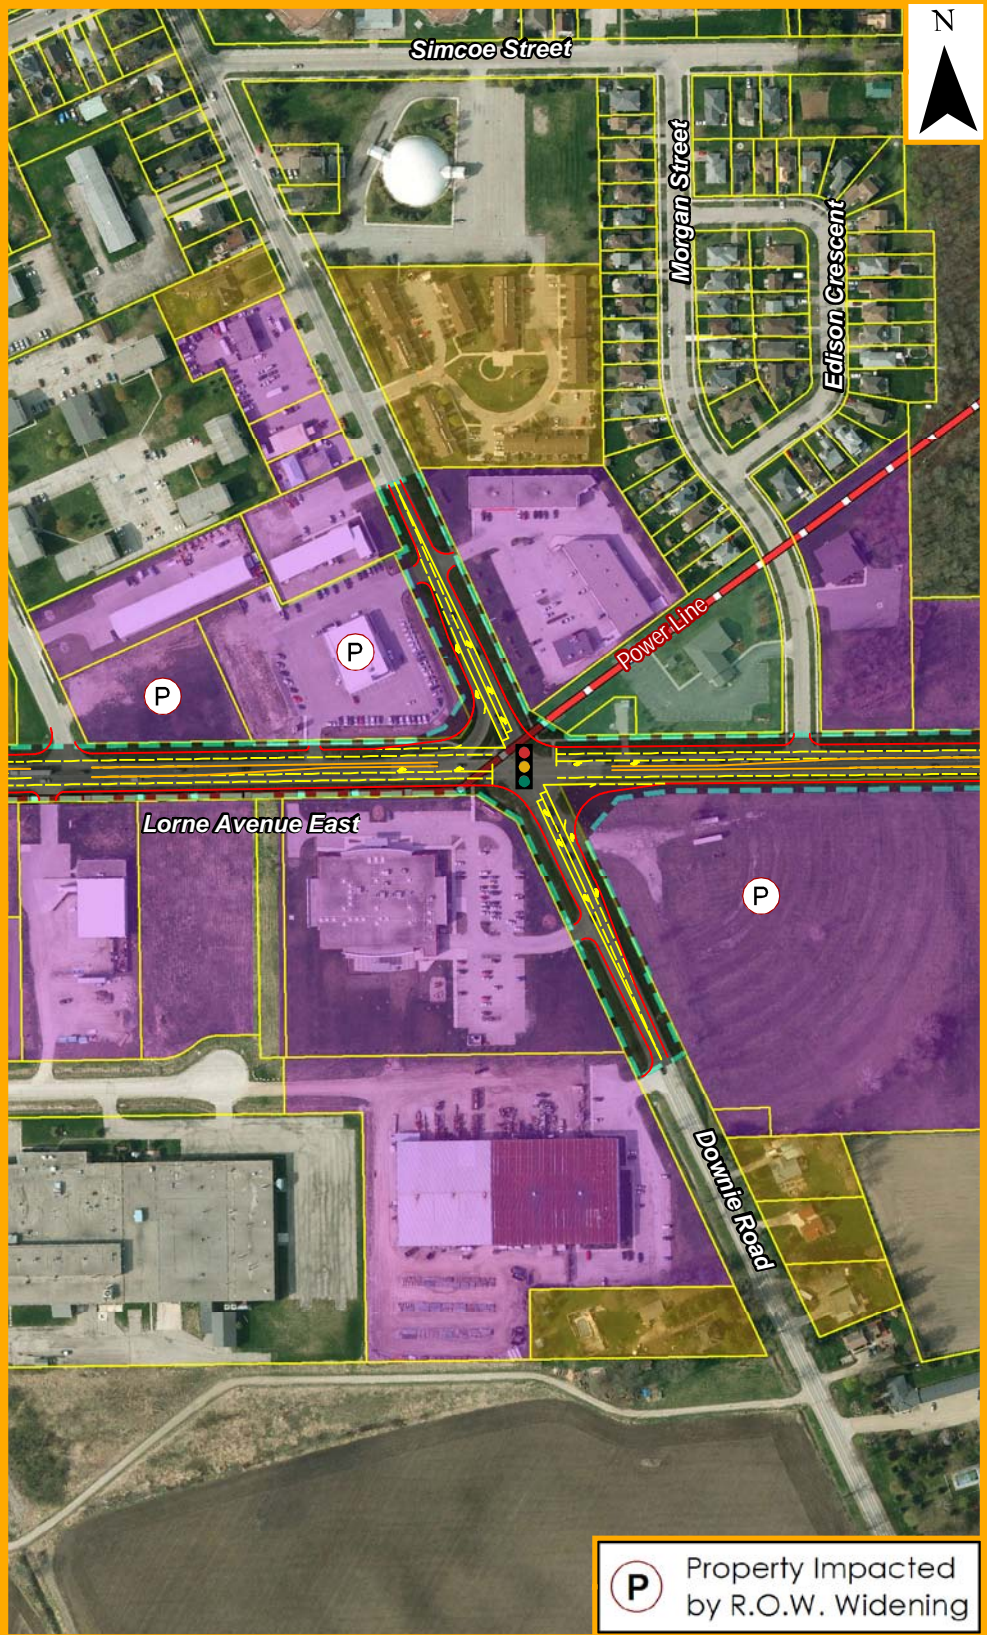 N
Simcoe Street
Morgan Street
Edison Crescent
Power Line
P
P
Lorne Avenue East
P
Downie Road
P
Property Impacted
by R.O.W. Widening